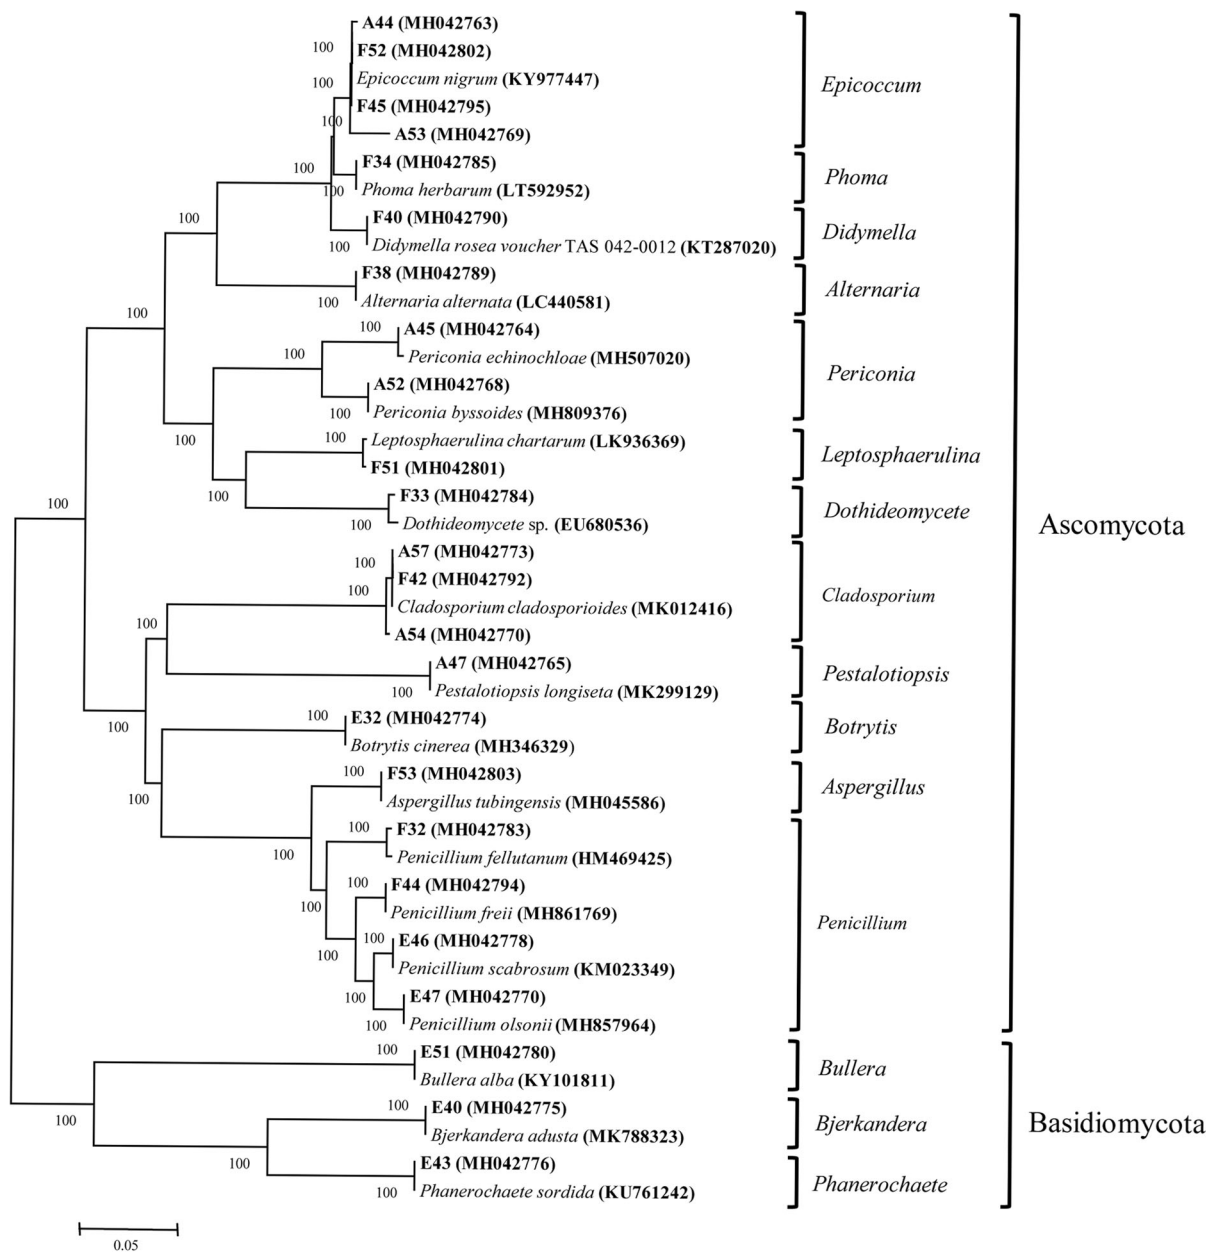 A44 (MH042763)
100
F52 (MH042802)
100
Epicoccum nigrum (KY977447)
Epicoccum
F45 (MH042795)
100
A53 (MH042769)
F34 (MH042785)
100
Phoma
100
Phoma herbarum (LT592952)
F40 (MH042790)
100
Didymella
100
Didymella rosea voucher TAS 042-0012 (KT287020)
F38 (MH042789)
Alternaria
100
Alternaria alternata (LC440581)
100
100
A45 (MH042764)
100
Periconia echinochloae (MH507020)
Periconia
A52 (MH042768)
100
Periconia byssoides (MH809376)
100
100
Leptosphaerulina chartarum (LK936369)
Leptosphaerulina
F51 (MH042801)
100
F33 (MH042784)
100
Dothideomycete
100
Dothideomycete sp. (EU680536)
Ascomycota
A57 (MH042773)
100
F42 (MH042792)
100
Cladosporium
Cladosporium cladosporioides (MK012416)
100
A54 (MH042770)
A47 (MH042765)
Pestalotiopsis
100
Pestalotiopsis longiseta (MK299129)
100
100
E32 (MH042774)
Botrytis
Botrytis cinerea (MH346329)
100
F53 (MH042803)
Aspergillus
100
Aspergillus tubingensis (MH045586)
100
F32 (MH042783)
100
Penicillium fellutanum (HM469425)
100
F44 (MH042794)
100
Penicillium freii (MH861769)
Penicillium
100
E46 (MH042778)
100
Penicillium scabrosum (KM023349)
100
E47 (MH042770)
100
Penicillium olsonii (MH857964)
100
E51 (MH042780)
Bullera
Bullera alba (KY101811)
100
E40 (MH042775)
100
Bjerkandera
Basidiomycota
Bjerkandera adusta (MK788323)
100
E43 (MH042776)
Phanerochaete
100
Phanerochaete sordida (KU761242)
0.05